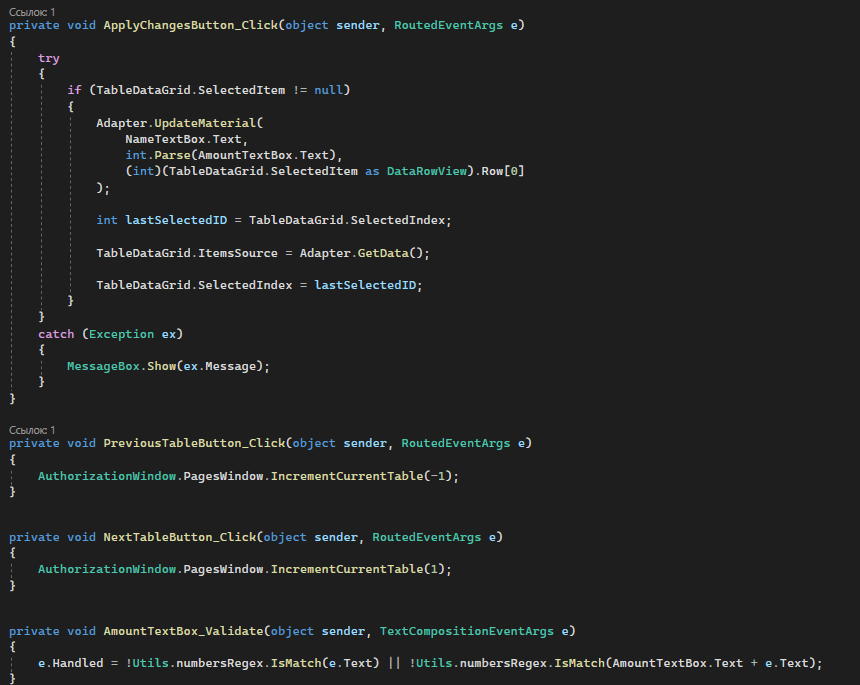 Ссылок: 1
private void ApplyChangesButton_Click(object sender, RoutedEventArgs e)
{
    try
    {
        if (TableDataGrid.SelectedItem != null)
        {
            Adapter.UpdateMaterial(
                NameTextBox.Text,
                int.Parse(AmountTextBox.Text),
                (int)(TableDataGrid.SelectedItem as DataRowView).Row[0]
            );

            int lastSelectedID = TableDataGrid.SelectedIndex;

            TableDataGrid.ItemsSource = Adapter.GetData();

            TableDataGrid.SelectedIndex = lastSelectedID;
        }
    }
    catch (Exception ex)
    {
        MessageBox.Show(ex.Message);
    }
}

Ссылок: 1
private void PreviousTableButton_Click(object sender, RoutedEventArgs e)
{
    AuthorizationWindow.PagesWindow.IncrementCurrentTable(-1);
}

private void NextTableButton_Click(object sender, RoutedEventArgs e)
{
    AuthorizationWindow.PagesWindow.IncrementCurrentTable(1);
}

private void AmountTextBox_Validate(object sender, TextCompositionEventArgs e)
{
    e.Handled = !Utils.numbersRegex.IsMatch(e.Text) || !Utils.numbersRegex.IsMatch(AmountTextBox.Text + e.Text);
}